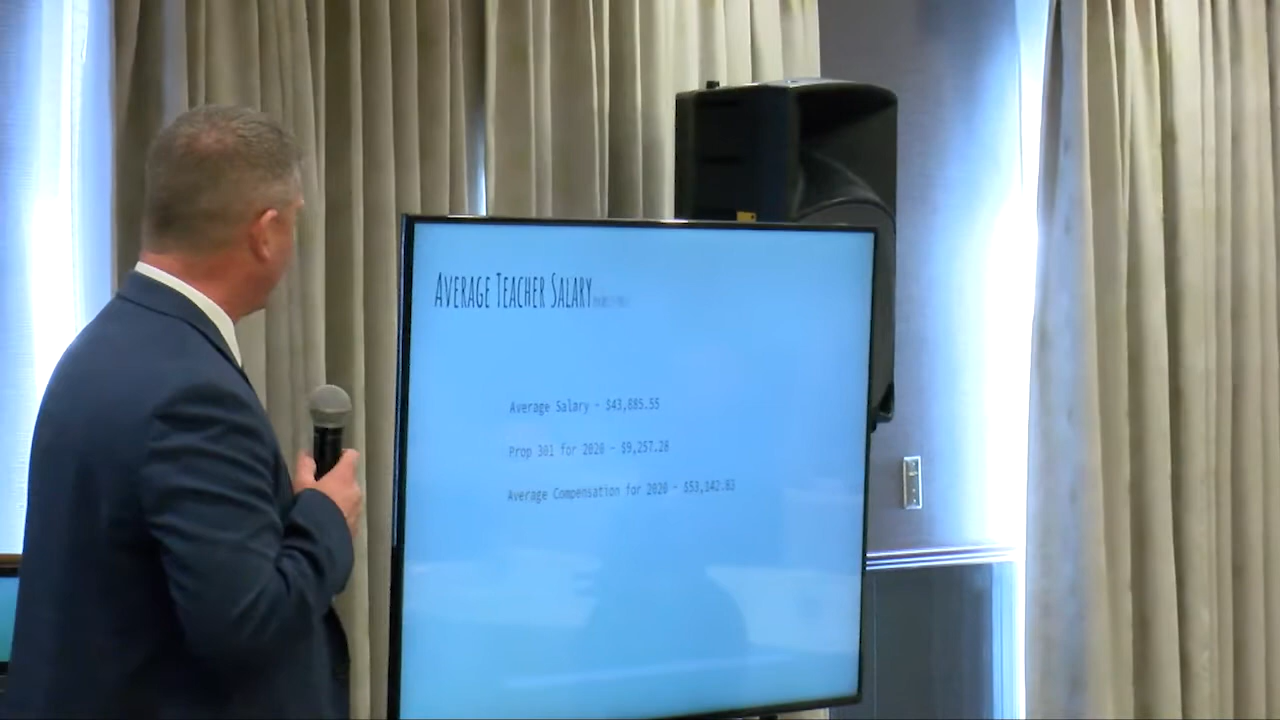 Average Teacher Salary
Average Salary - $43,885.55
Prop 301 for 2020 - $9,257.28
Average Compensation for 2020 - $53,142.83